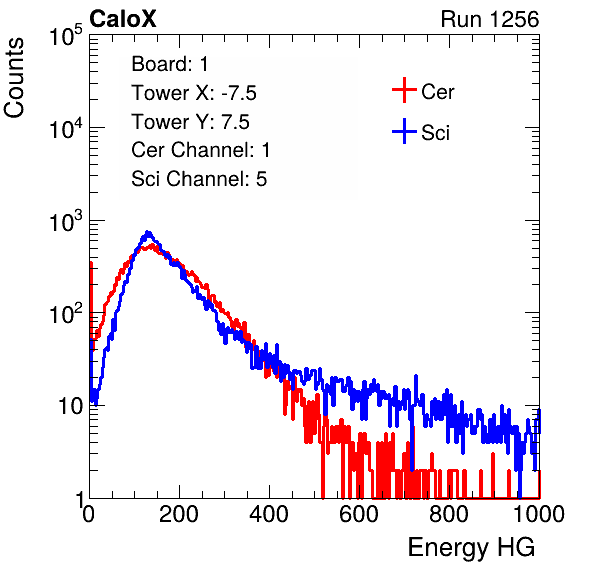 CaloX Run 1256
Counts
10^5
10^4
10^3
10^2
10
1
Board: 1
Tower X: -7.5
Tower Y: 7.5
Cer Channel: 1
Sci Channel: 5
Cer
Sci
0 200 400 600 800 1000
Energy HG